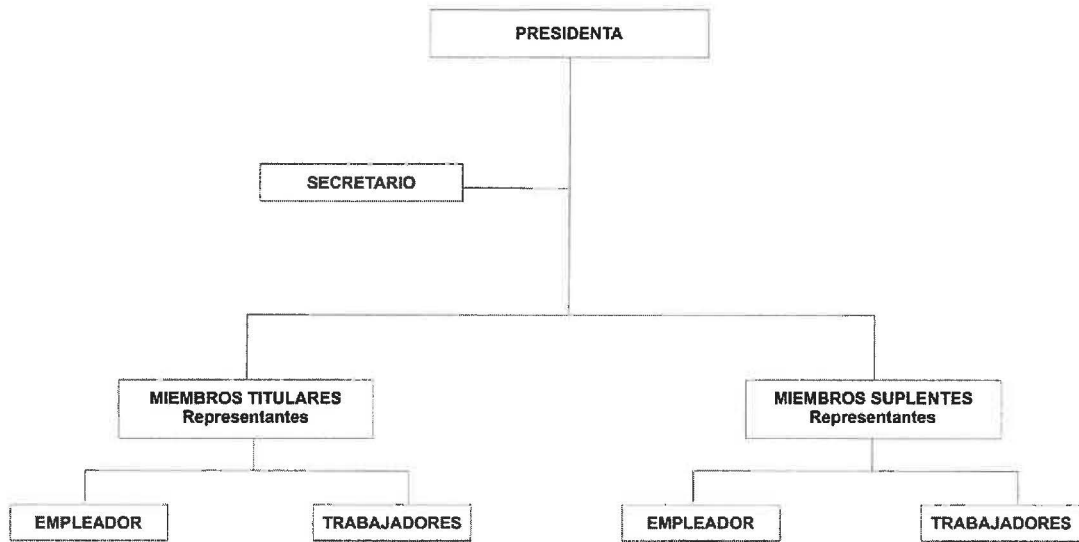 PRESIDENTA
SECRETARIO
MIEMBROS TITULARES
Representantes
MIEMBROS SUPLENTES
Representantes
EMPLEADOR
TRABAJADORES
EMPLEADOR
TRABAJADORES